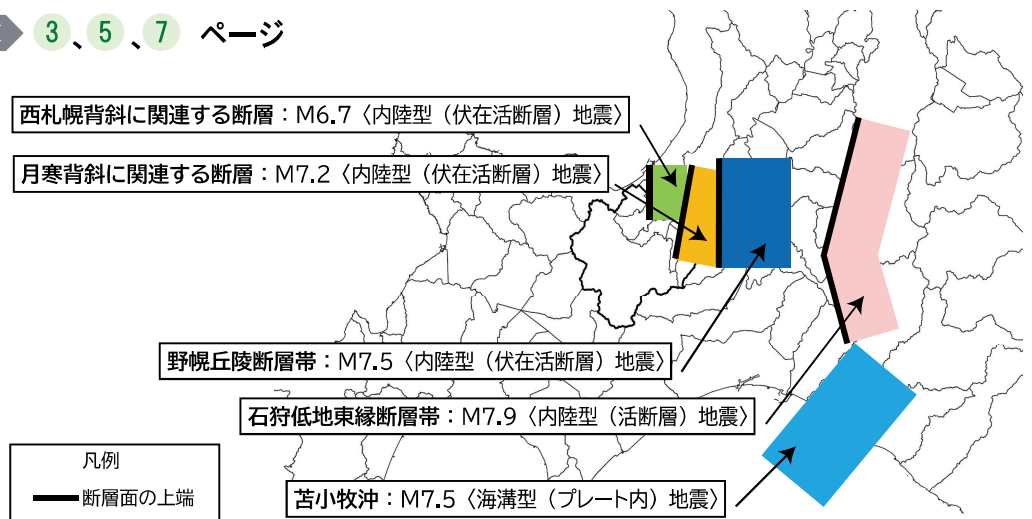 3、5、7 ページ
西札幌背斜に関連する断層：M6.7〈内陸型（伏在活断層）地震〉
月寒背斜に関連する断層：M7.2〈内陸型（伏在活断層）地震〉
野幌丘陵断層帯：M7.5〈内陸型（伏在活断層）地震〉
石狩低地東縁断層帯：M7.9〈内陸型（活断層）地震〉
苫小牧沖：M7.5〈海溝型（プレート内）地震〉
凡例
断層面の上端